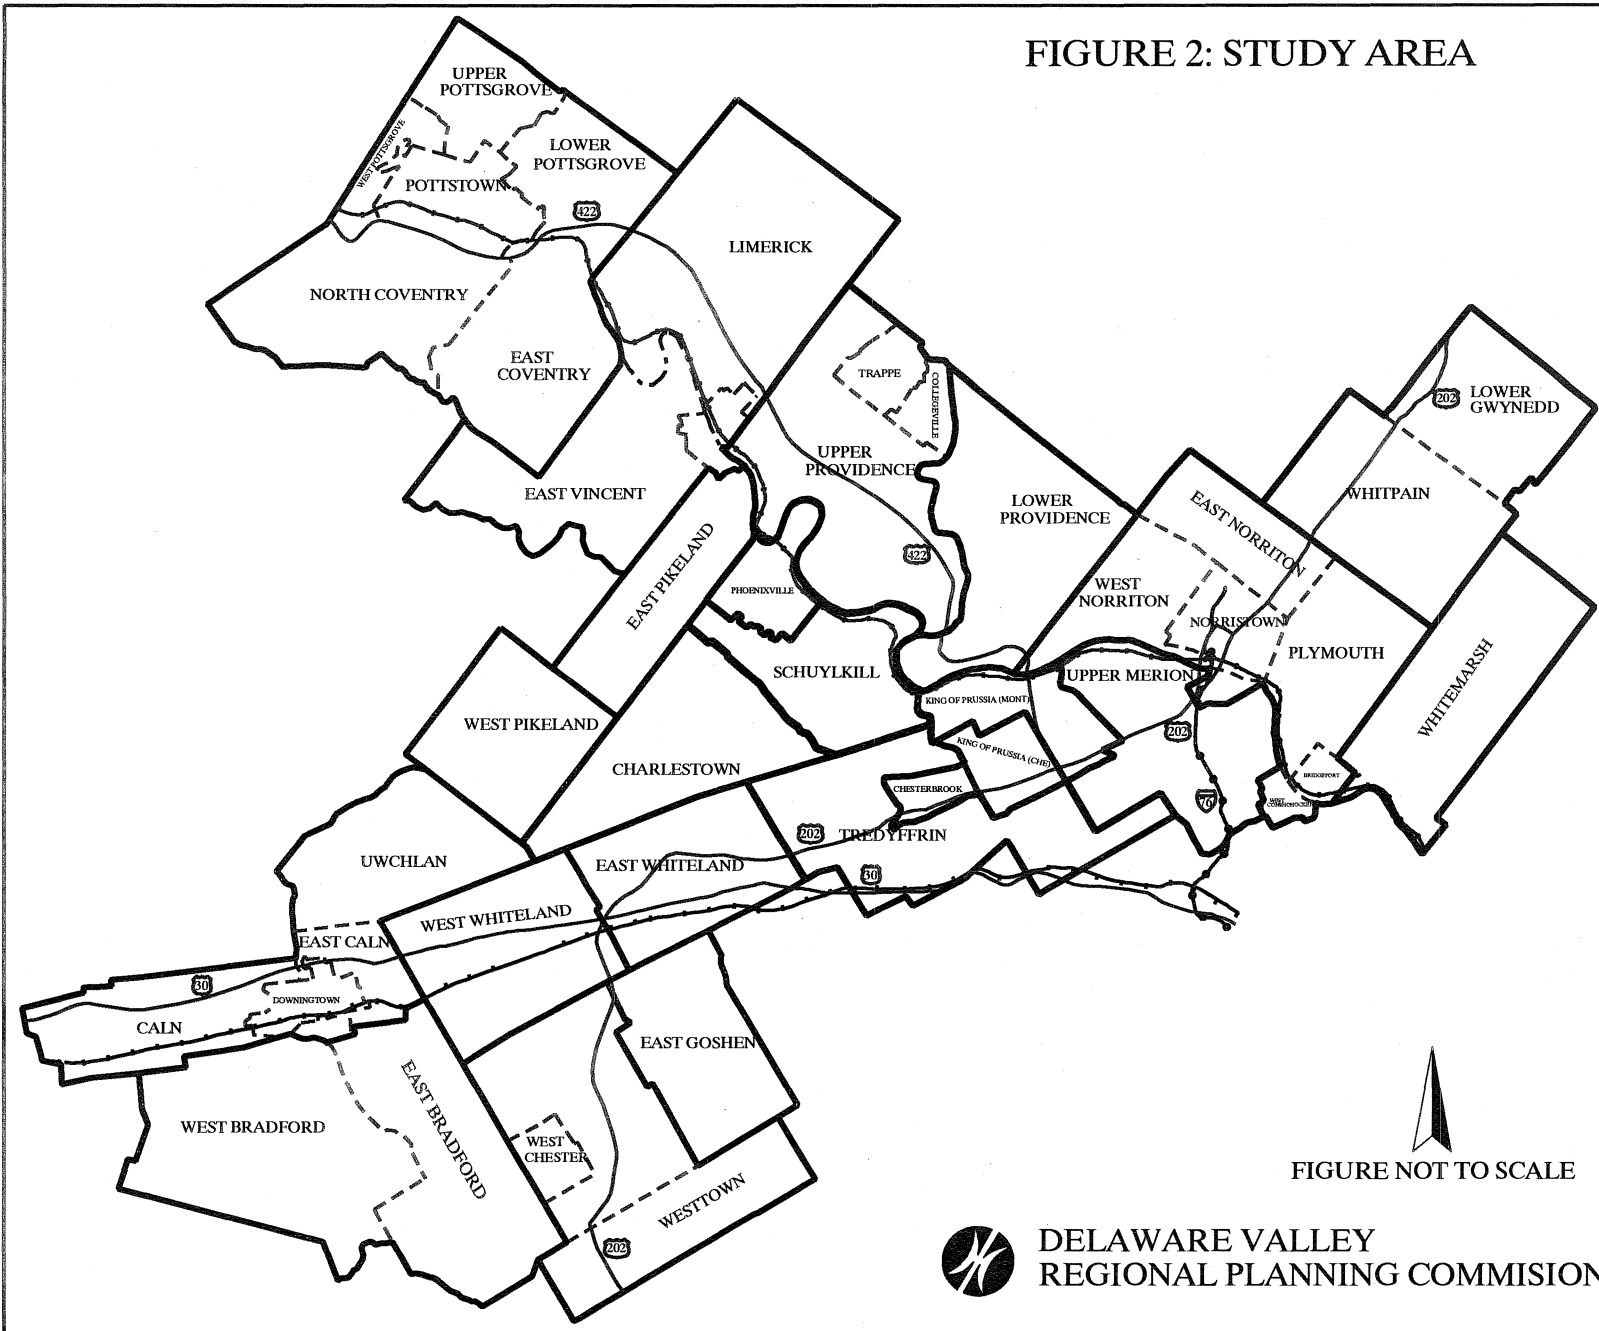 FIGURE 2: STUDY AREA
UPPER
POTTSGROVE
WEST POTTSGROVE
LOWER
POTTSGROVE
POTTSTOWN
422
LIMERICK
NORTH COVENTRY
EAST
COVENTRY
TRAPPE
COLLEGEVILLE
202
LOWER
GWYNEDD
UPPER
PROVIDENCE
EAST VINCENT
LOWER
PROVIDENCE
WHITPAIN
EAST NORRITON
422
EAST PIKELAND
PHOENIXVILLE
WEST
NORRITON
NORRISTOWN
PLYMOUTH
WHITEMARSH
SCHUYLKILL
UPPER MERION
KING OF PRUSSIA (MONT)
WEST PIKELAND
202
KING OF PRUSSIA (CHE)
CHARLESTOWN
BRIDGEPORT
CHESTERBROOK
76
WEST
CONSHOHOCKEN
202
TREDYFFRIN
UWCHLAN
EAST WHITELAND
30
WEST WHITELAND
EAST CALN
30
DOWNINGTOWN
CALN
EAST GOSHEN
EAST BRADFORD
WEST BRADFORD
WEST
CHESTER
WESTTOWN
202
FIGURE NOT TO SCALE
DELAWARE VALLEY
REGIONAL PLANNING COMMISION